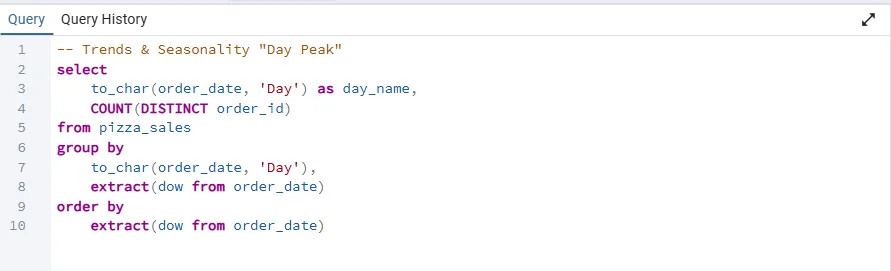 Query Query History
1 -- Trends & Seasonality "Day Peak"
2 select
3 to_char(order_date, 'Day') as day_name,
4 COUNT(DISTINCT order_id)
5 from pizza_sales
6 group by
7 to_char(order_date, 'Day'),
8 extract(dow from order_date)
9 order by
10 extract(dow from order_date)